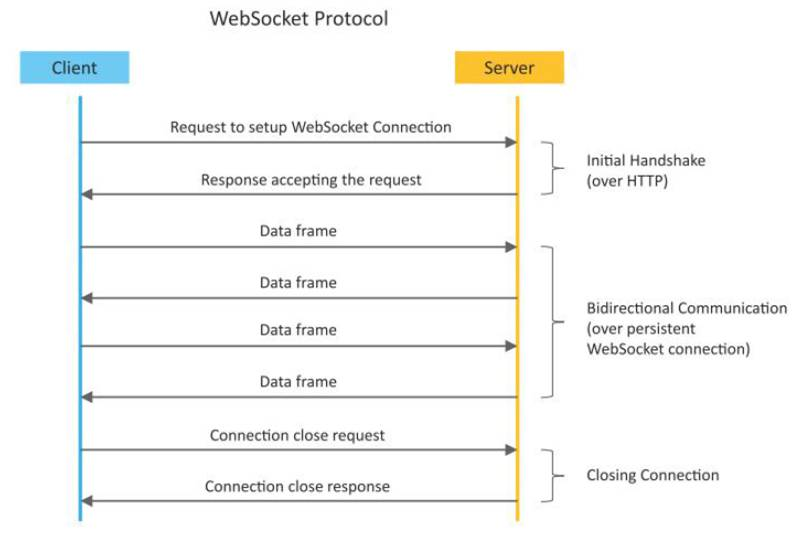 WebSocket Protocol
Client
Server
Request to setup WebSocket Connection
Initial Handshake
(over HTTP)
Response accepting the request
Data frame
Data frame
Bidirectional Communication
(over persistent
WebSocket connection)
Data frame
Data frame
Connection close request
Closing Connection
Connection close response